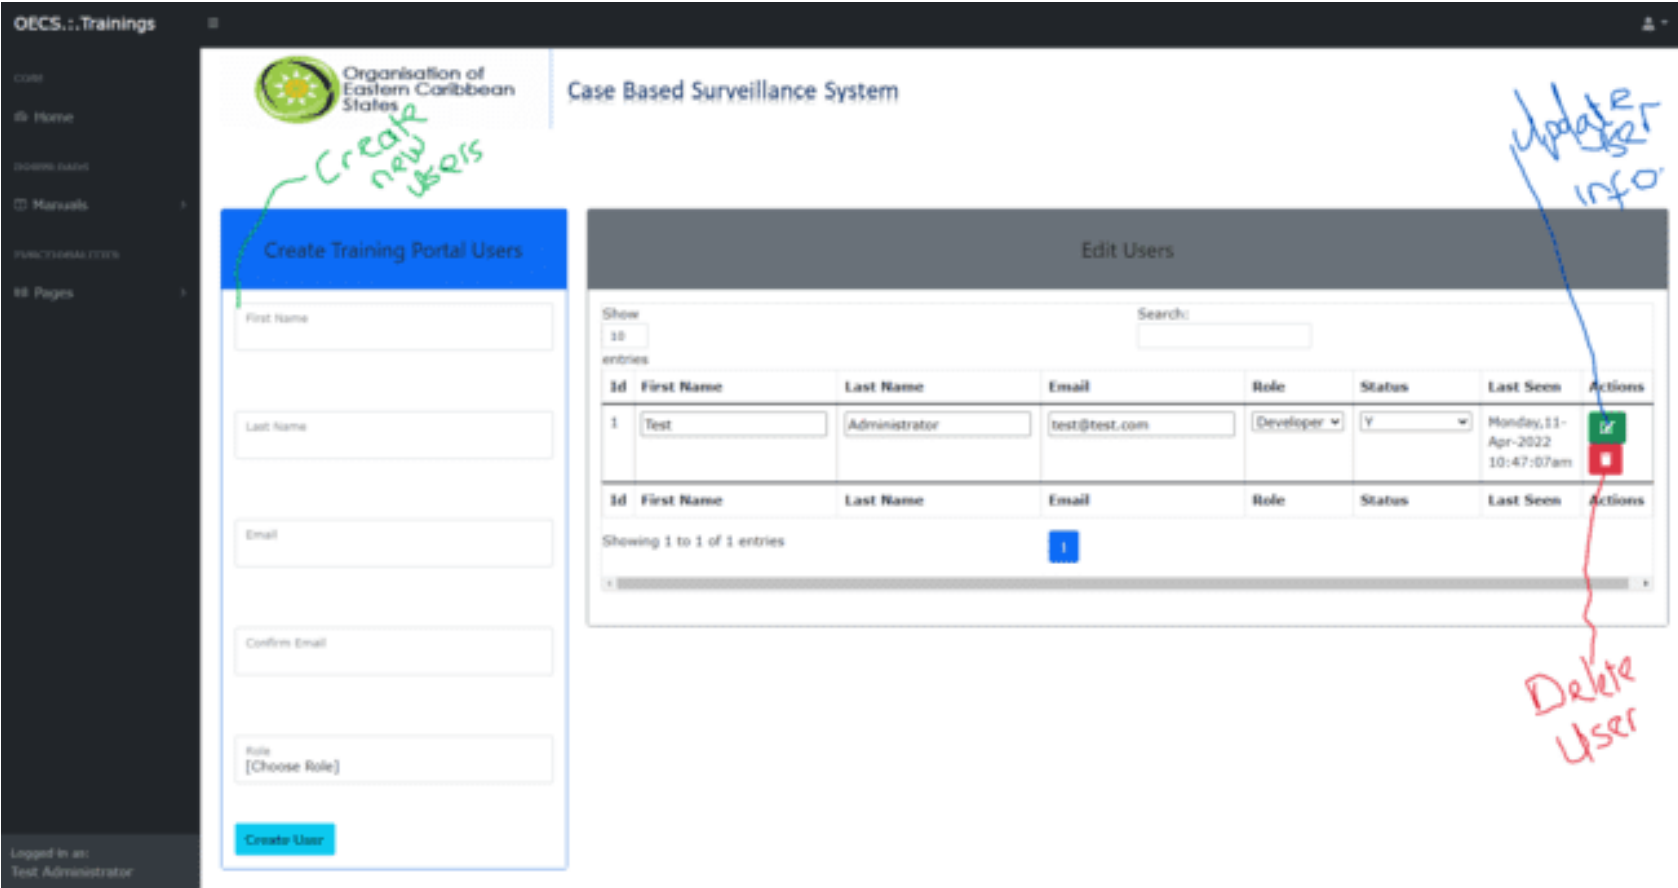 OECS.:.Trainings
CORE
Home
DOWNLOADS
Manuals
FUNCTIONALITIES
Pages
Logged in as:
Test Administrator
Organisation of
Eastern Caribbean
States
Case Based Surveillance System
Create
new
users
Update
User
info
Create Training Portal Users
First Name
Last Name
Email
Confirm Email
Role
[Choose Role]
Create User
Edit Users
Show
10
entries
Search:
Id First Name Last Name Email Role Status Last Seen Actions
1 Test Administrator test@test.com Developer Y Monday,11-
Apr-2022
10:47:07am
Id First Name Last Name Email Role Status Last Seen Actions
Showing 1 to 1 of 1 entries
1
Delete
User